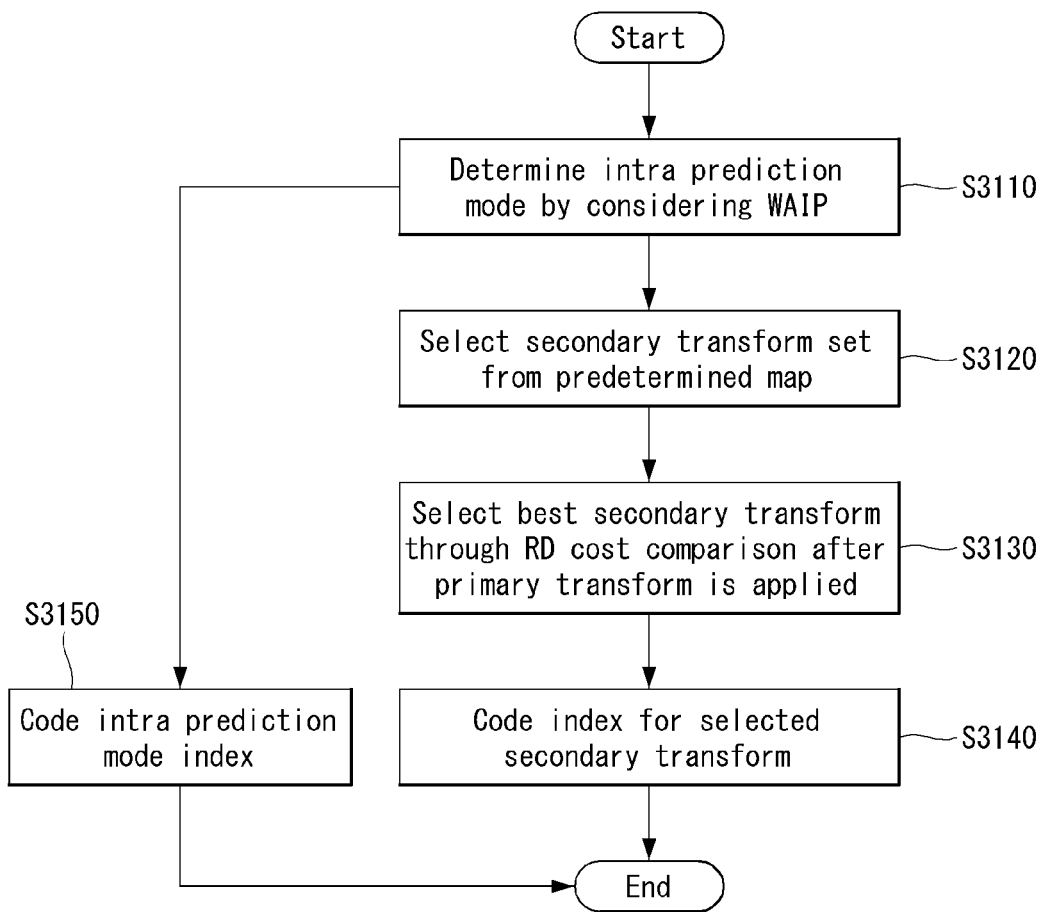 Start
Determine intra prediction
mode by considering WAIP
S3110
Select secondary transform set
from predetermined map
S3120
Select best secondary transform
through RD cost comparison after
primary transform is applied
S3130
S3150
Code intra prediction
mode index
Code index for selected
secondary transform
S3140
End